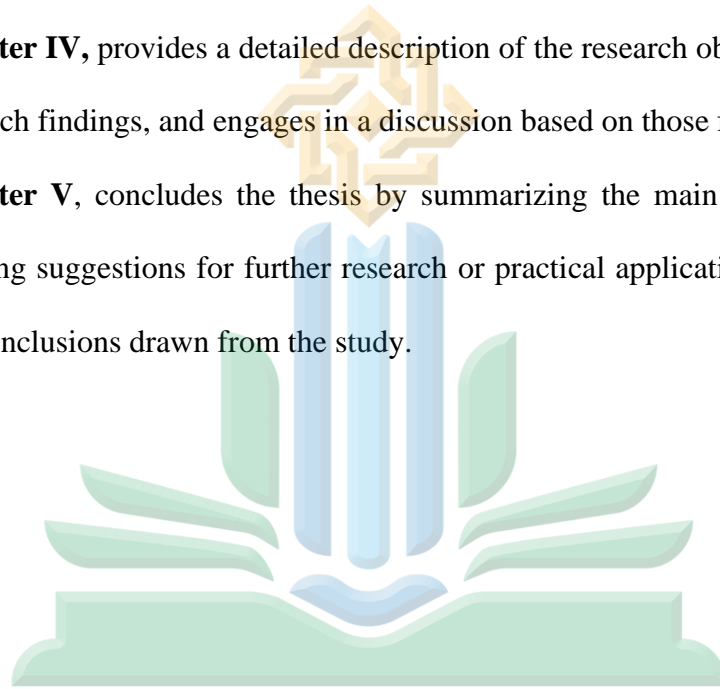 ter IV, provides a detailed description of the research ob
ch findings, and engages in a discussion based on those
ter V, concludes the thesis by summarizing the main
ng suggestions for further research or practical applicati
nclusions drawn from the study.